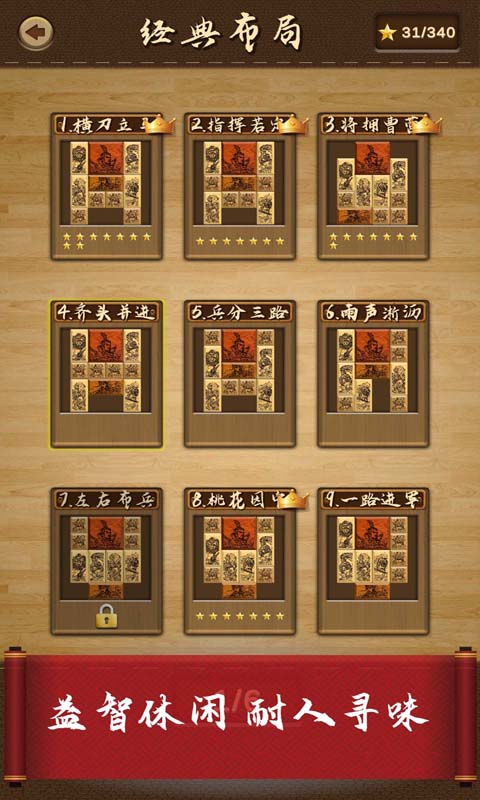 经典布局
31/340
1.横刀立马
2.指挥若定
3.将拥曹营
4.齐头并进
5.兵分三路
6.雨声淅沥
7.左右布兵
8.桃花园中
9.一路进军
1/6
益智休闲 耐人寻味